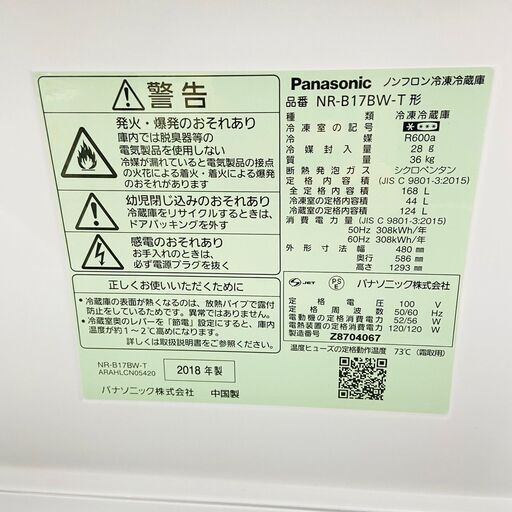 警告
発火・爆発のおそれあり
庫内では脱臭器等の
電気製品を使用しない
冷媒が漏れていると電気製品の接点
の火花による着火・着火による爆発
のおそれがあります
幼児閉じ込みのおそれあり
冷蔵庫をリサイクルするときは、
ドアパッキングを外す
感電のおそれあり
お手入れのときは、
必ず電源プラグを抜く
正しくお使いいただくために
・冷蔵庫の表面が熱くなるのは、放熱パイプで露付
防止をしているためです。異常ではありません。
・冷蔵室奥のレバーを「節電」設定にすると、庫内
温度が約1~2℃高くなります。
詳しくは取扱説明書をご覧ください。
NR-B17BW-T
ARAHLCN05420
2018年製
パナソニック株式会社 中国製
Panasonic ノンフロン冷凍冷蔵庫
品番 NR-B17BW-T形
種類 冷凍冷蔵庫
冷凍室の記号
冷媒 R600a
冷媒封入量 28g
質量 36kg
断熱発泡ガス シクロペンタン
定格内容積 (JIS C 9801-3:2015)
全定格内容積 168 L
冷凍室の定格内容積 44 L
冷蔵室の定格内容積 124 L
消費電力量 (JIS C 9801-3:2015)
50Hz 308kWh/年
60Hz 308kWh/年
外形寸法 幅 480 mm
奥行 586 mm
高さ 1293 mm
JET
PS
E
パナソニック株式会社
定格電圧 100 V
定格周波数 50/60 Hz
電動機の定格消費電力 52/56 W
電熱装置の定格消費電力 120/120 W
Z8704067
温度ヒューズの定格動作温度 73℃(霜取用)